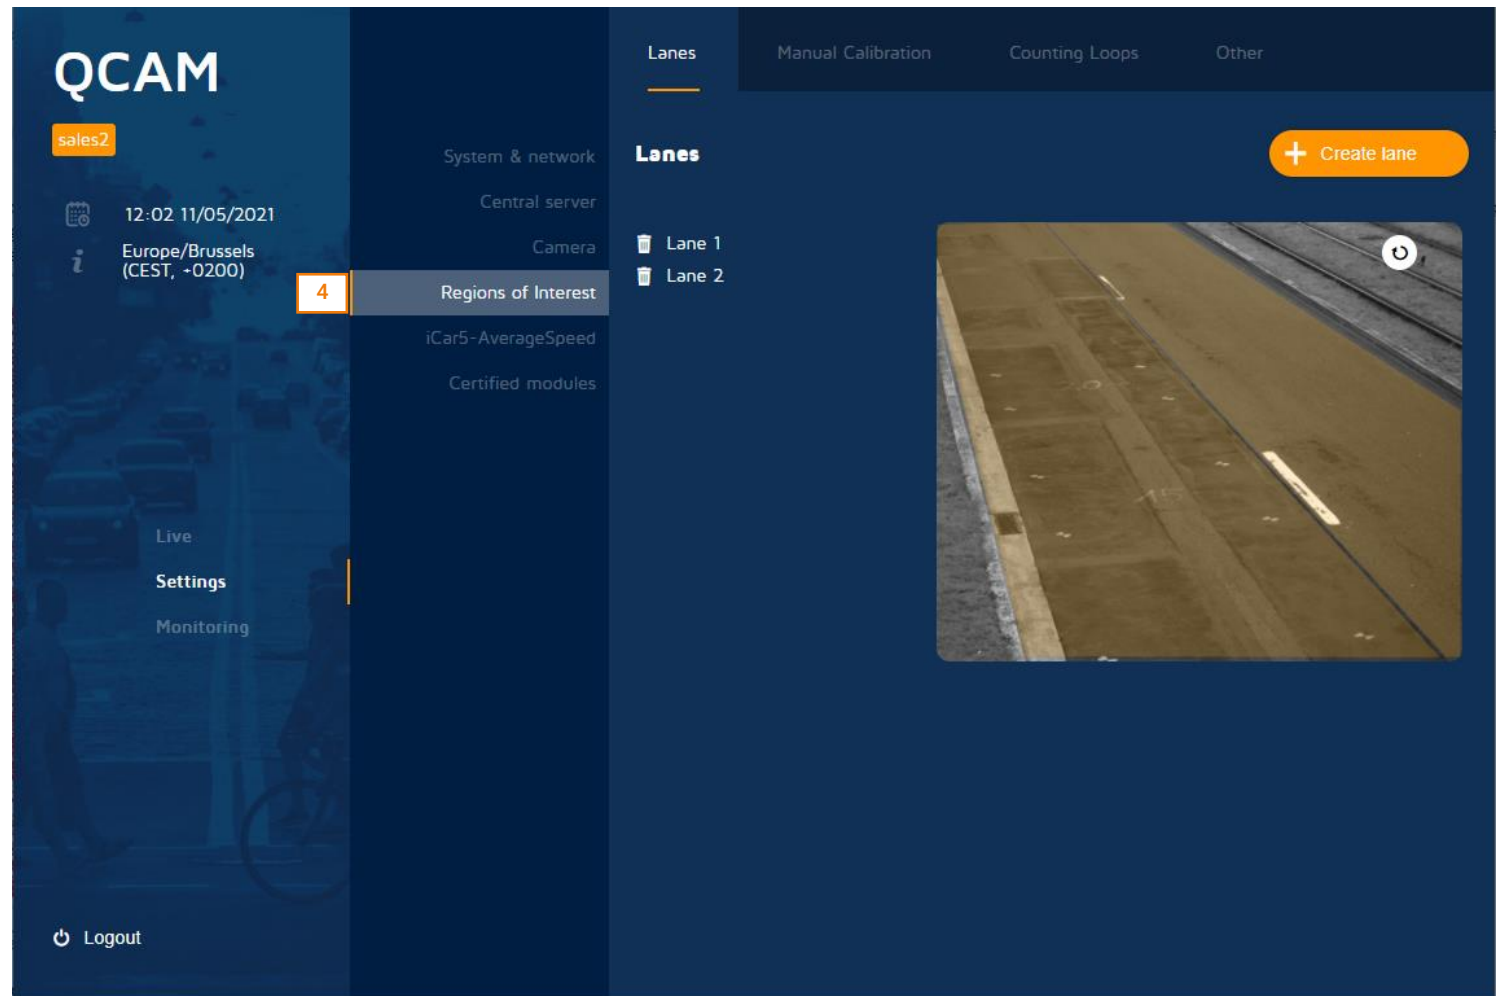 QCAM
sales2
12:02 11/05/2021
Europe/Brussels
(CEST, +0200)
Live
Settings
Monitoring
Logout
System & network
Central server
Camera
4
Regions of Interest
iCar5-AverageSpeed
Certified modules
Lanes
Manual Calibration
Counting Loops
Other
Lanes
Create lane
Lane 1
Lane 2
15